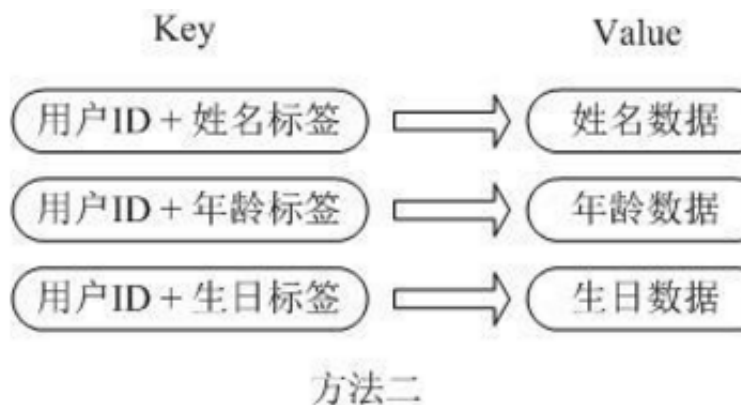 Key Value
用户ID + 姓名标签 姓名数据
用户ID + 年龄标签 年龄数据
用户ID + 生日标签 生日数据
方法二